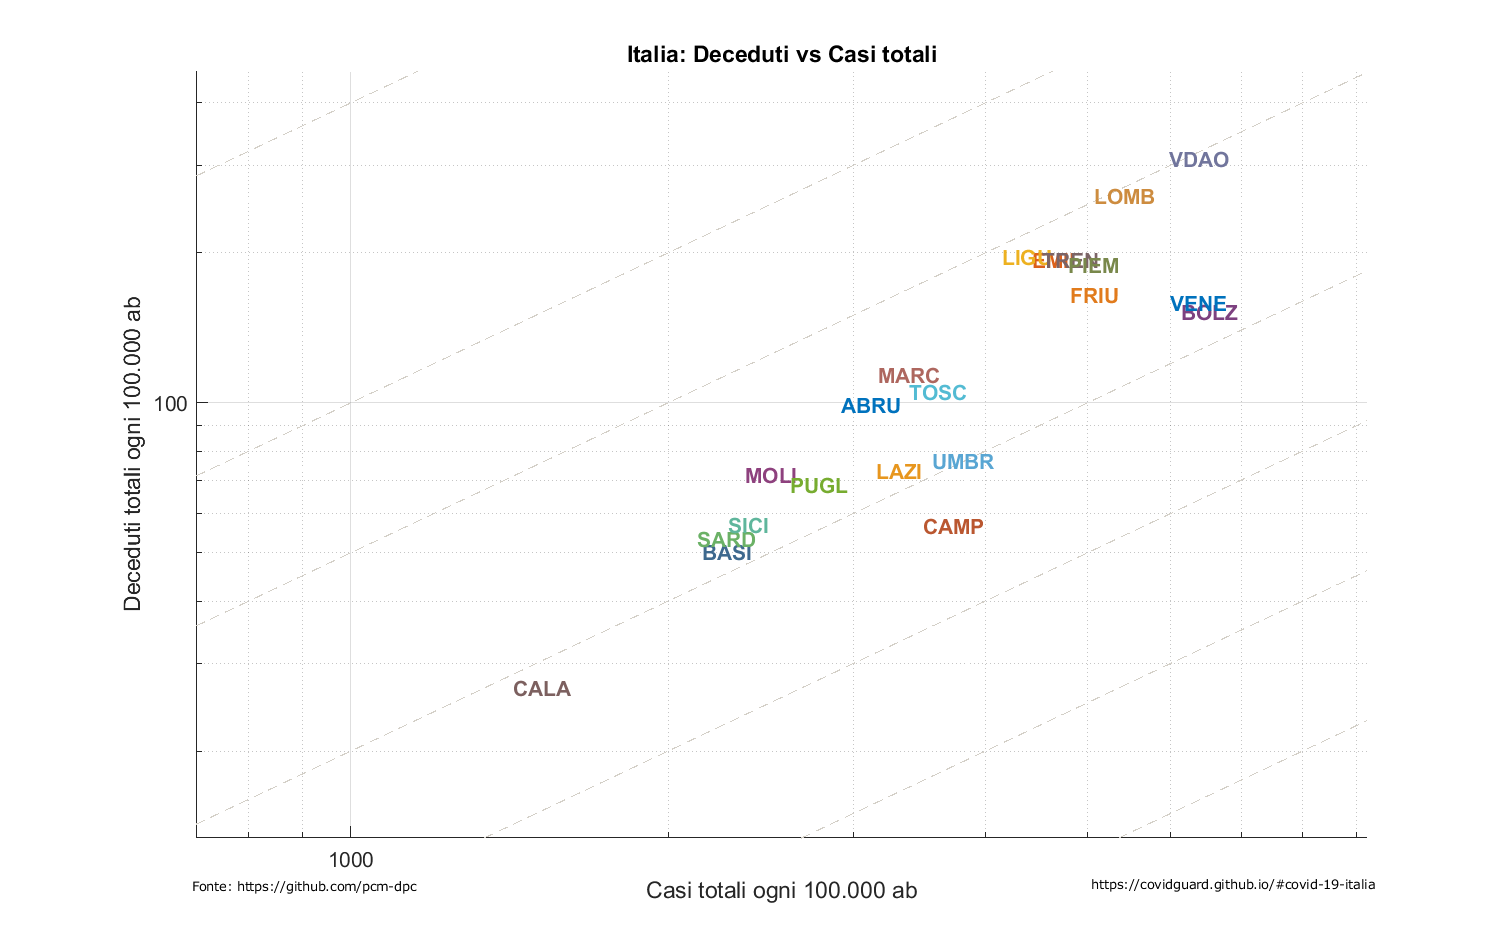 Italia: Deceduti vs Casi totali
VDAO
LOMB
LIGU
TREN
PIEM
FRIU
VENE
BOLZ
MARC
TOSC
ABRU
UMBR
LAZI
MOLI
PUGL
SICI
CAMP
SARD
BASI
CALA
Deceduti totali ogni 100.000 ab
100
1000
Casi totali ogni 100.000 ab
Fonte: https://github.com/pcm-dpc
https://covidguard.github.io/#covid-19-italia